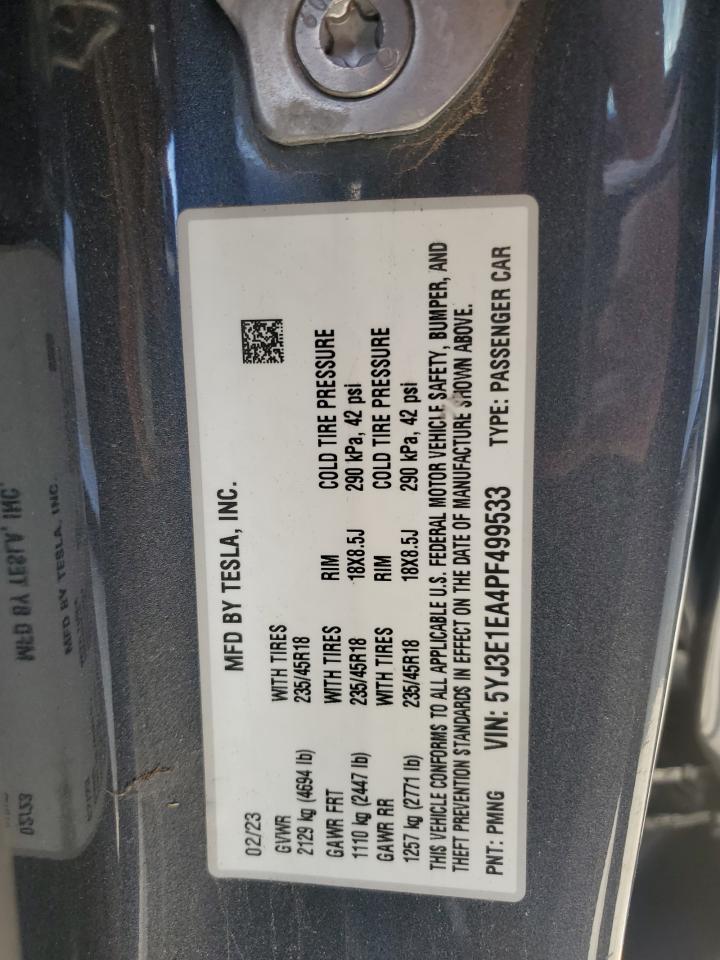 MFD BY TESLA, INC.
02/23
GVWR WITH TIRES
2129 kg (4694 lb) 235/45R18
GAWR FRT WITH TIRES RIM COLD TIRE PRESSURE
1110 kg (2447 lb) 235/45R18 18X8.5J 290 kPa, 42 psi
GAWR RR WITH TIRES RIM COLD TIRE PRESSURE
1257 kg (2771 lb) 235/45R18 18X8.5J 290 kPa, 42 psi
THIS VEHICLE CONFORMS TO ALL APPLICABLE U.S. FEDERAL MOTOR VEHICLE SAFETY, BUMPER, AND
THEFT PREVENTION STANDARDS IN EFFECT ON THE DATE OF MANUFACTURE SHOWN ABOVE.
PNT: PMNG VIN: 5YJ3E1EA4PF499533 TYPE: PASSENGER CAR